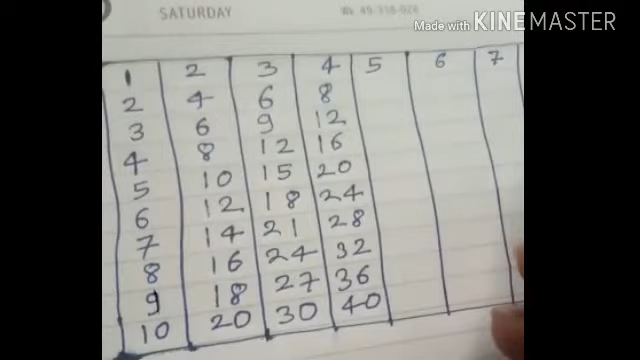 SATURDAY
Made with KINEMASTER
1 2 3 4 5 6 7
2 4 6 8
3 6 9 12
4 8 12 16
5 10 15 20
6 12 18 24
7 14 21 28
8 16 24 32
9 18 27 36
10 20 30 40